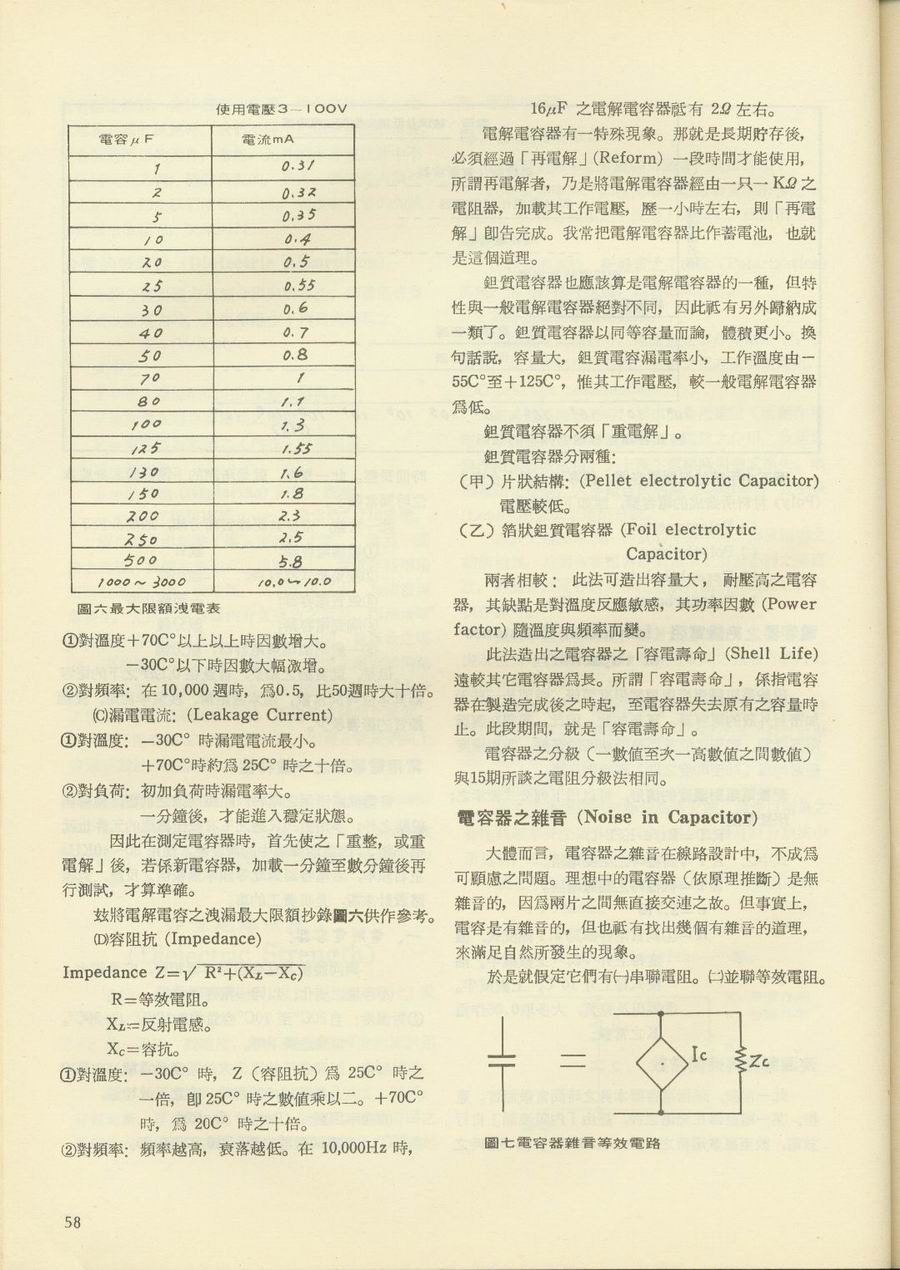 使用電壓3—100V
電容μF 電流mA
1 0.31
2 0.32
5 0.35
10 0.4
20 0.5
25 0.55
30 0.6
40 0.7
50 0.8
70 1
80 1.1
100 1.3
125 1.55
130 1.6
150 1.8
200 2.3
250 2.5
500 5.8
1000～3000 10.0～10.0
圖六最大限額洩電表
①對溫度＋70C°以上以上時因數增大。
－30C°以下時因數大幅激增。
②對頻率：在10,000週時，爲0.5，比50週時大十倍。
(C)漏電電流：(Leakage Current)
①對溫度：－30C° 時漏電電流最小。
＋70C°時約爲 25C° 時之十倍。
②對負荷：初加負荷時漏電率大。
一分鐘後，才能進入穩定狀態。
因此在測定電容器時，首先使之「重整，或重
電解」後，若係新電容器，加載一分鐘至數分鐘後再
行測試，才算準確。
玆將電解電容之洩漏最大限額抄錄圖六供作參考。
(D)容阻抗 (Impedance)
Impedance Z=√R²+(XL−XC)
R=等效電阻。
XL=反射電感。
XC=容抗。
①對溫度：－30C° 時，Z（容阻抗）爲 25C° 時之
一倍，卽25C° 時之數値乘以二。＋70C°
時，爲 20C° 時之十倍。
②對頻率：頻率越高，衰落越低。在 10,000Hz 時，
58
16μF 之電解電容器祗有 2Ω左右。
電解電容器有一特殊現象。那就是長期貯存後，
必須經過「再電解」(Reform) 一段時間才能使用，
所謂再電解者，乃是將電解電容器經由一只一 KΩ之
電阻器，加載其工作電壓，歷一小時左右，則「再電
解」卽告完成。我常把電解電容器比作蓄電池，也就
是這個道理。
鉭質電容器也應該算是電解電容器的一種，但特
性與一般電解電容器絕對不同，因此祗有另外歸納成
一類了。鉭質電容器以同等容量而論，體積更小。換
句話說，容量大，鉭質電容漏電率小，工作溫度由－
55C°至＋125C°，惟其工作電壓，較一般電解電容器
爲低。
鉭質電容器不須「重電解」。
鉭質電容器分兩種：
（甲）片狀結構：(Pellet electrolytic Capacitor)
電壓較低。
（乙）箔狀鉭質電容器 (Foil electrolytic
Capacitor)
兩者相較：此法可造出容量大，耐壓高之電容
器，其缺點是對溫度反應敏感，其功率因數 (Power
factor) 隨溫度與頻率而變。
此法造出之電容器之「容電壽命」(Shell Life)
遠較其它電容器爲長。所謂「容電壽命」，係指電容
器在製造完成後之時起，至電容器失去原有之容量時
止。此段期間，就是「容電壽命」。
電容器之分級（一數値至次一高數値之間數値）
與15期所談之電阻分級法相同。
電容器之雜音 (Noise in Capacitor)
大體而言，電容器之雜音在線路設計中，不成爲
可顧慮之問題。理想中的電容器（依原理推斷）是無
雜音的，因爲兩片之間無直接交連之故。但事實上，
電容是有雜音的，但也祗有找出幾個有雜音的道理，
來滿足自然所發生的現象。
於是就假定它們有㈠串聯電阻。㈡並聯等效電阻。
Ic Zc
圖七電容器雜音等效電路